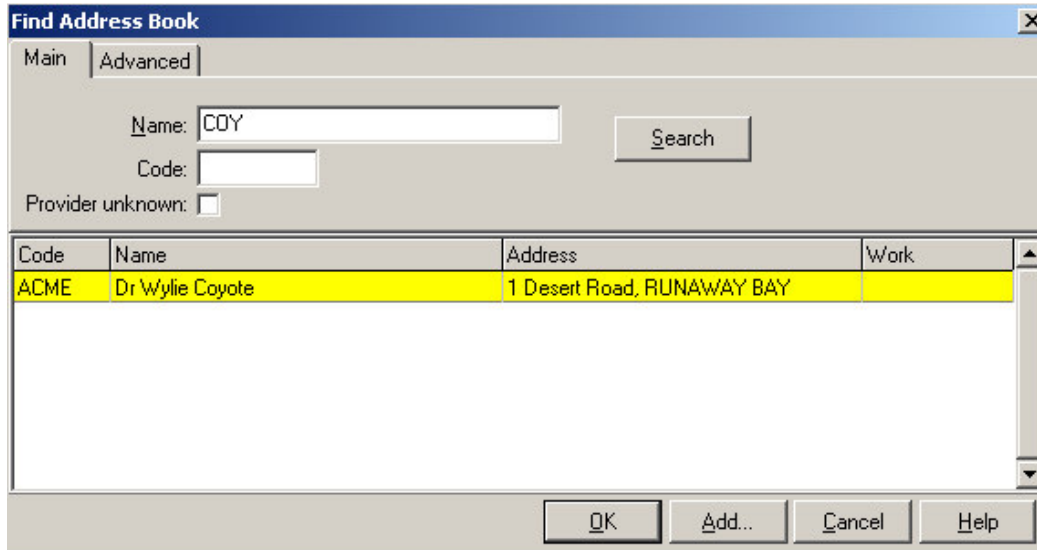 Find Address Book
Main Advanced
Name: COY
Search
Code:
Provider unknown:
Code Name Address Work
ACME Dr Wylie Coyote 1 Desert Road, RUNAWAY BAY
OK Add... Cancel Help